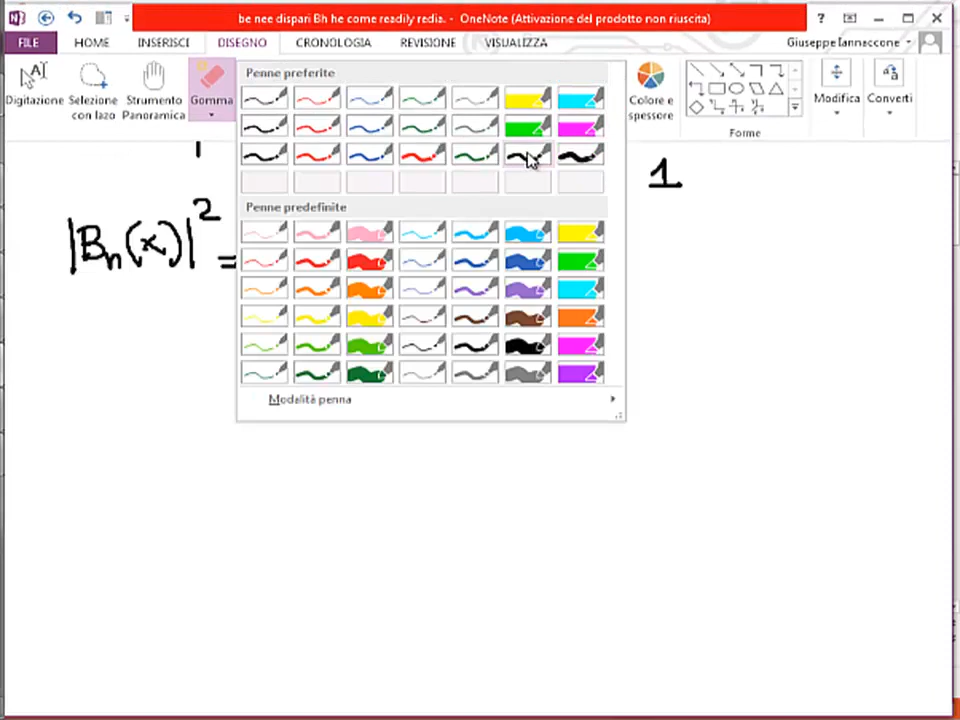 be nee dispari Bh he come readily redia. - OneNote (Attivazione del prodotto non riuscita)
FILE HOME INSERISCI DISEGNO CRONOLOGIA REVISIONE VISUALIZZA Giuseppe Iannaccone
Digitazione
Selezione con lazo
Strumento Panoramica
Gomma
Penne preferite
Penne predefinite
Modalità penna
Colore e spessore
Forme
Modifica
Converti
|Bn(x)|² =
1